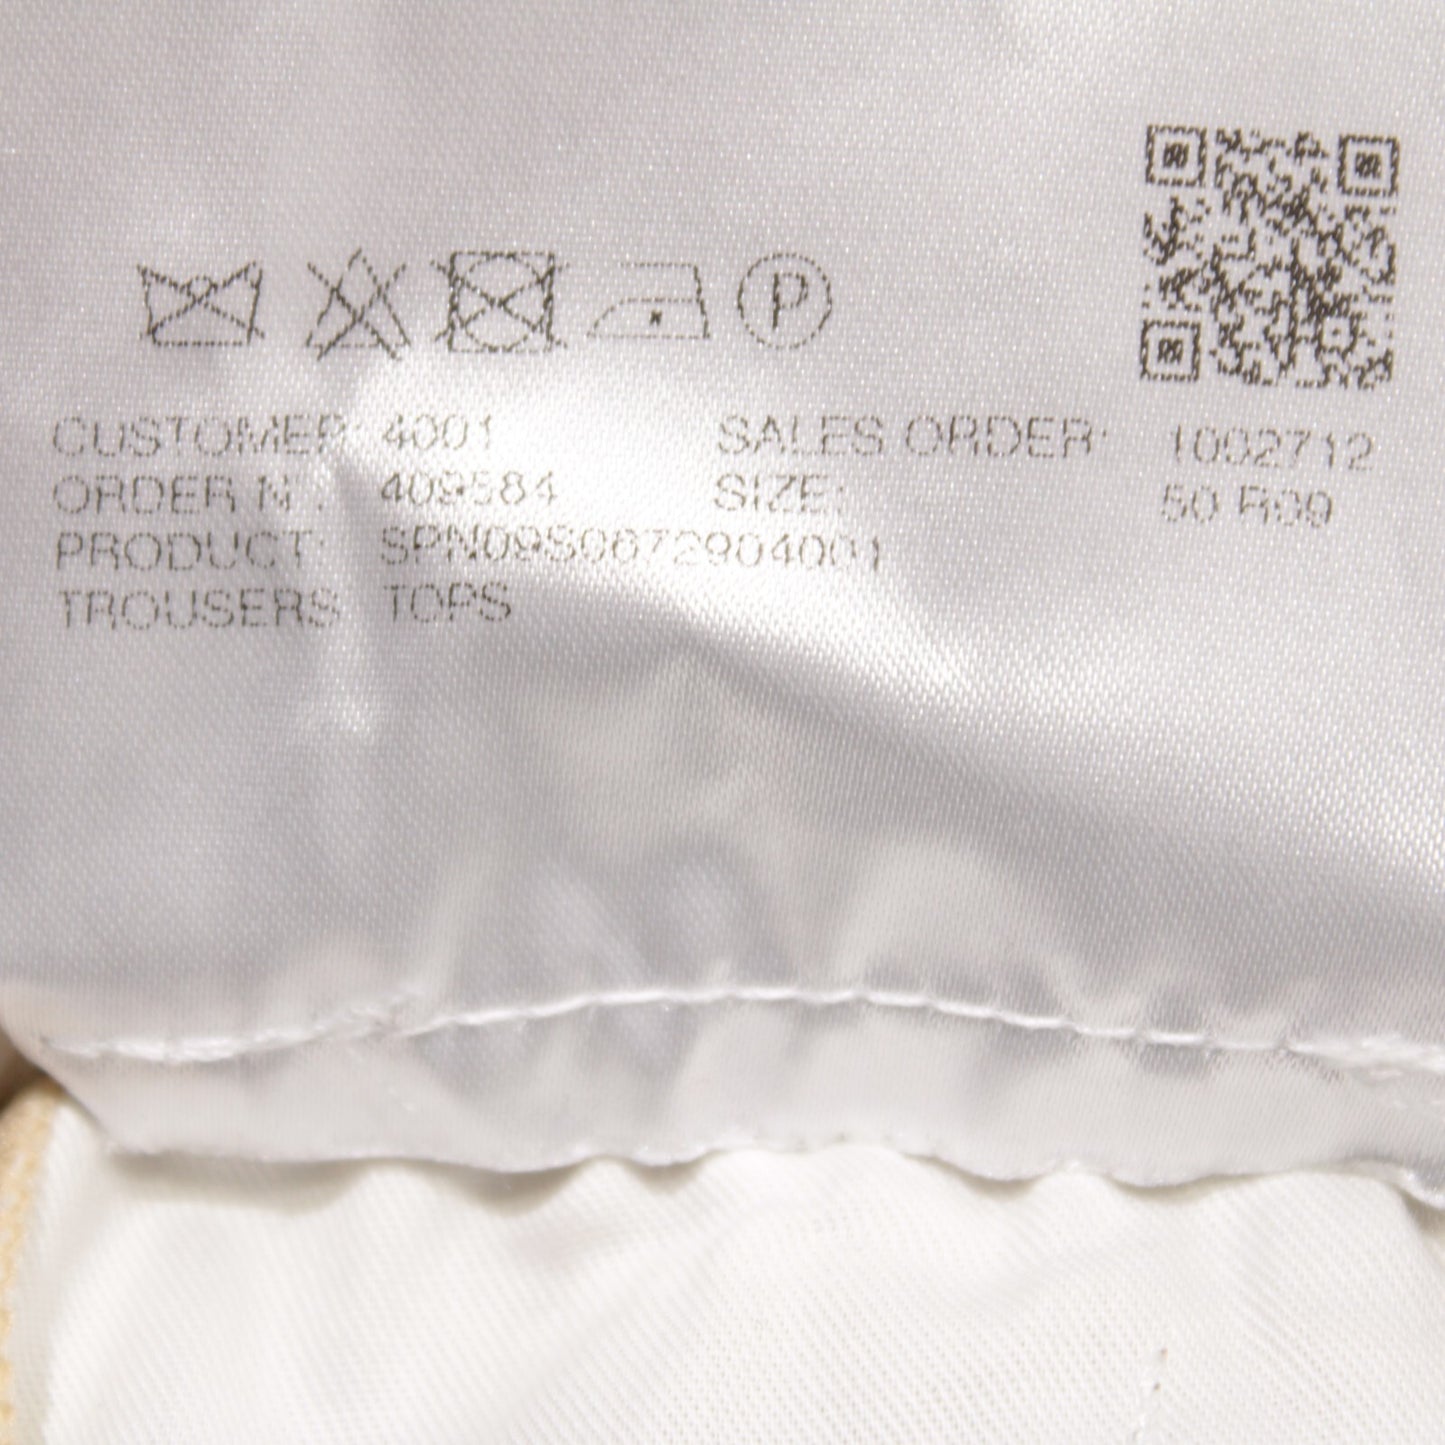 P
CUSTOMER: 4001 SALES ORDER: 1002712
ORDER N°: 409584 SIZE: 50 R09
PRODUCT: SPN09S0672904001
TROUSERS TOPS